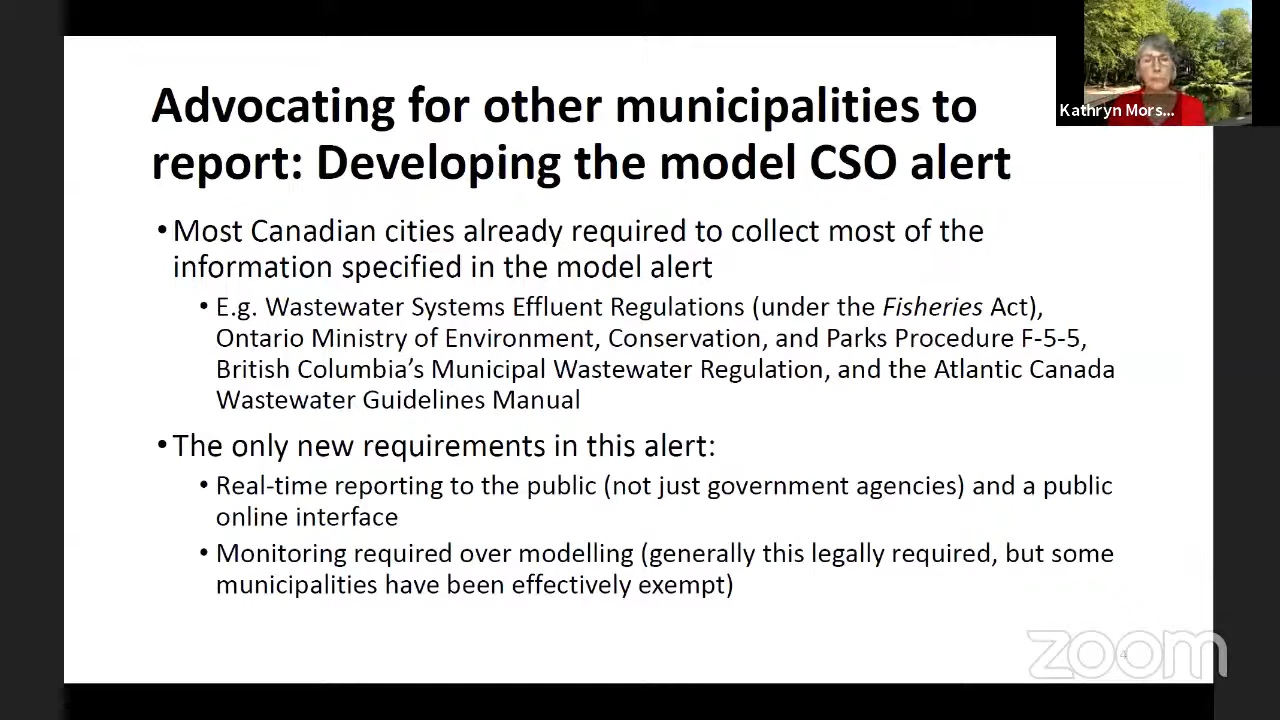 Advocating for other municipalities to
report: Developing the model CSO alert
Kathryn Mors...
•Most Canadian cities already required to collect most of the
information specified in the model alert
• E.g. Wastewater Systems Effluent Regulations (under the Fisheries Act),
Ontario Ministry of Environment, Conservation, and Parks Procedure F-5-5,
British Columbia’s Municipal Wastewater Regulation, and the Atlantic Canada
Wastewater Guidelines Manual
•The only new requirements in this alert:
• Real-time reporting to the public (not just government agencies) and a public
online interface
• Monitoring required over modelling (generally this legally required, but some
municipalities have been effectively exempt)
zoom
4